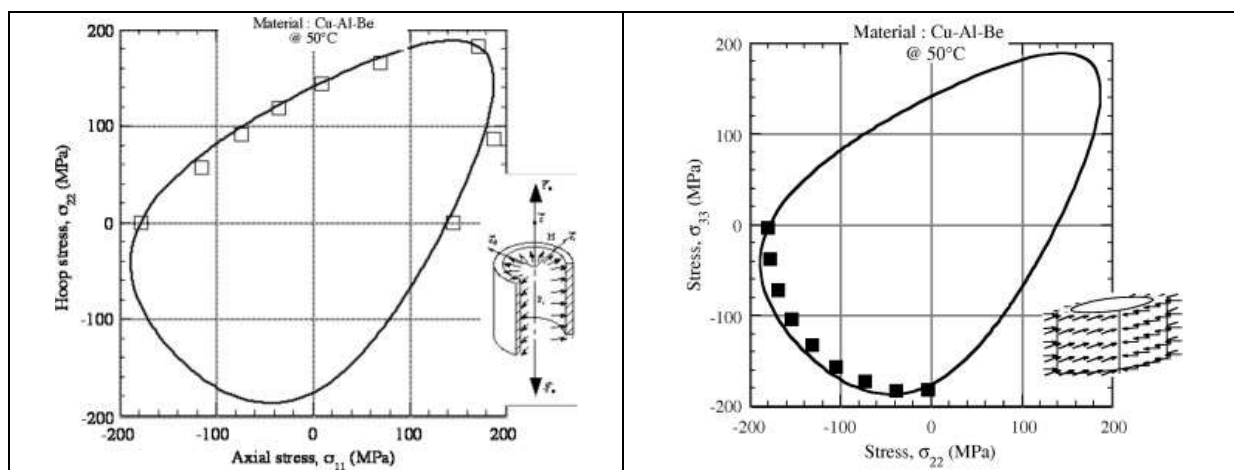 Material : Cu-Al-Be
@ 50°C
200
100
0
-100
-200
Hoop stress, σ22 (MPa)
-200
-100
0
100
200
Axial stress, σ11 (MPa)
Material : Cu-Al-Be
@ 50°C
200
100
0
-100
-200
Stress, σ33 (MPa)
-200
-100
0
100
200
Stress, σ22 (MPa)